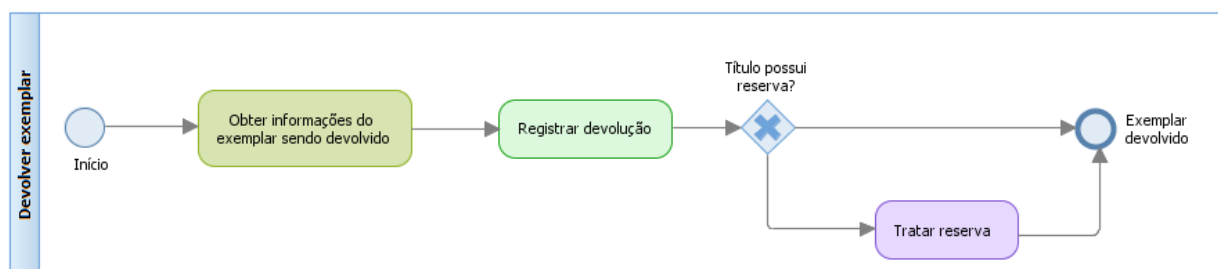 Devolver exemplar
Início
Obter informações do
exemplar sendo devolvido
Registrar devolução
Título possui
reserva?
Tratar reserva
Exemplar
devolvido